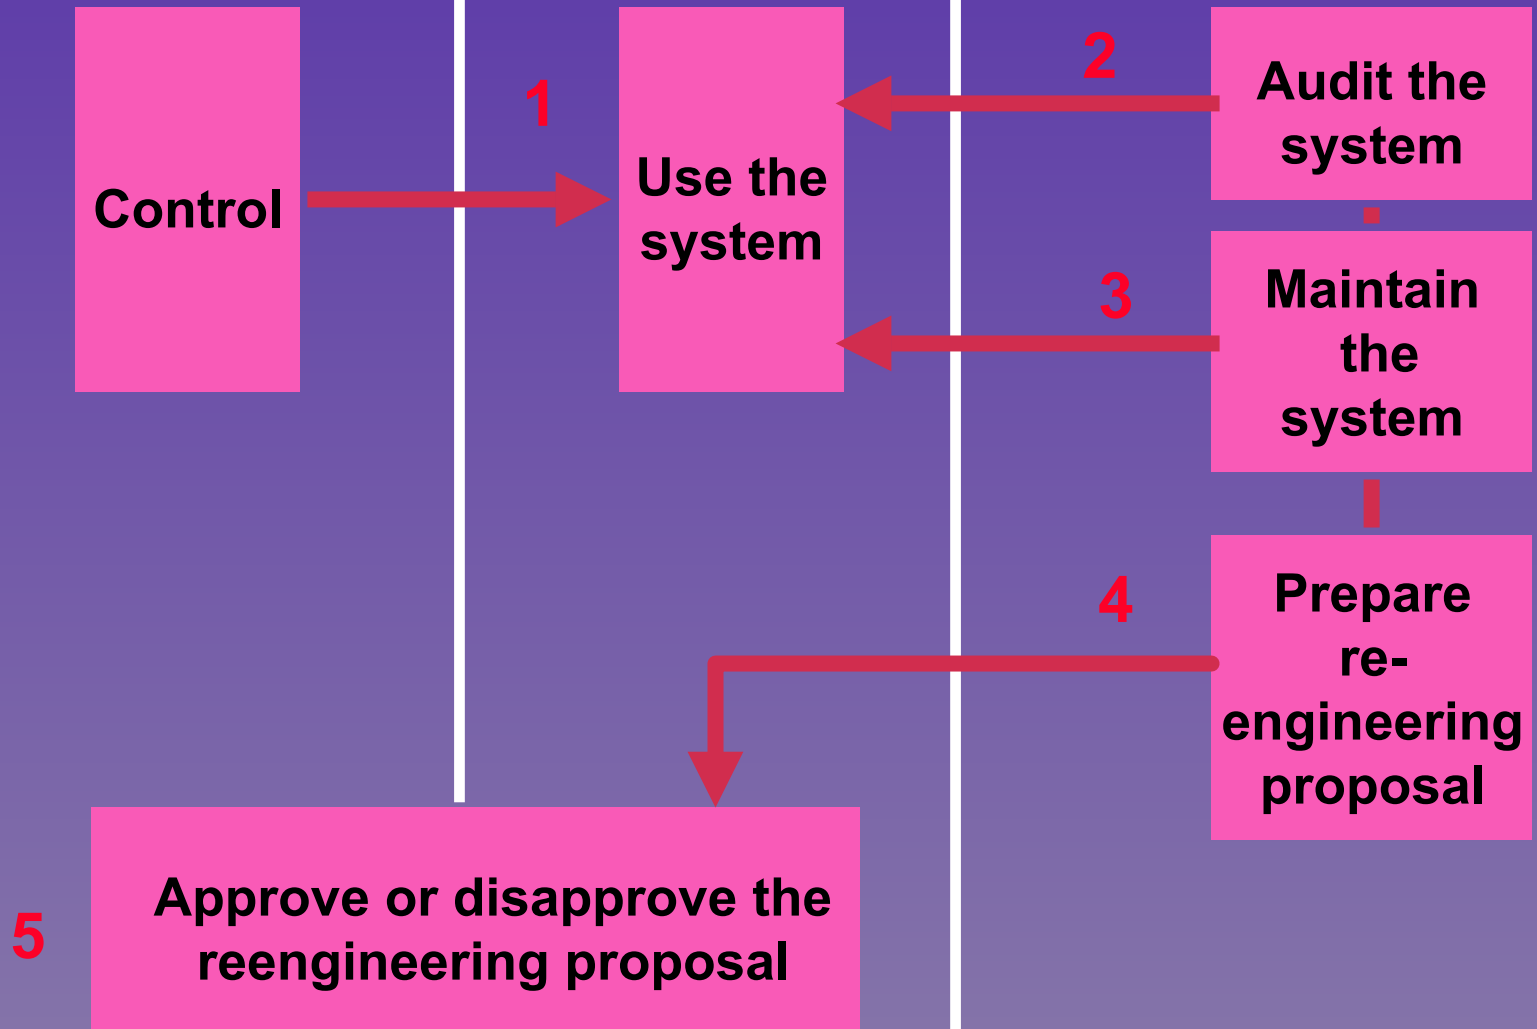 Control
1
Use the
system
2
Audit the
system
3
Maintain
the
system
4
Prepare
re-
engineering
proposal
5
Approve or disapprove the
reengineering proposal